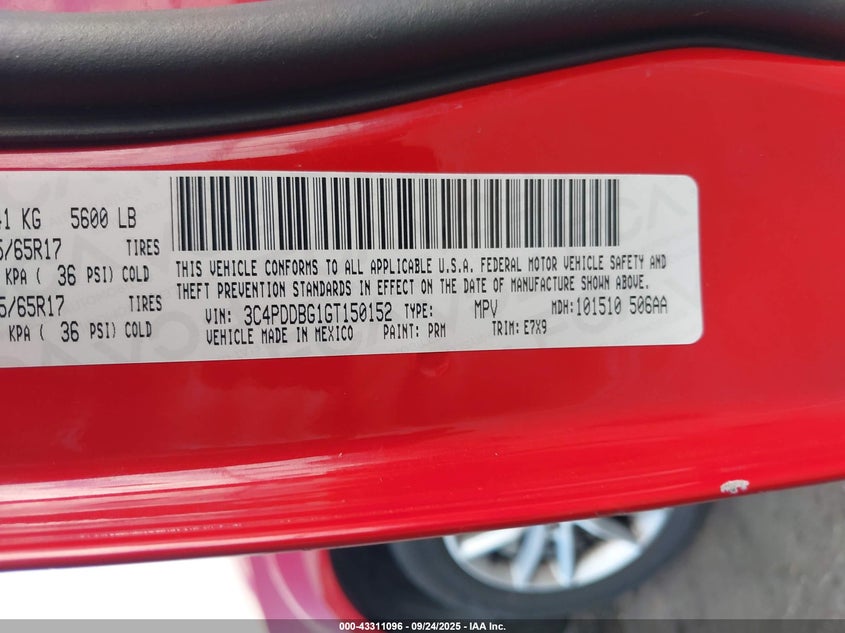 41 KG 5600 LB
5/65R17 TIRES
KPA ( 36 PSI) COLD
5/65R17 TIRES
KPA ( 36 PSI) COLD
THIS VEHICLE CONFORMS TO ALL APPLICABLE U.S.A. FEDERAL MOTOR VEHICLE SAFETY AND
THEFT PREVENTION STANDARDS IN EFFECT ON THE DATE OF MANUFACTURE SHOWN ABOVE.
VIN: 3C4PDDBG1GT150152 TYPE: MPV MDH: 101510 506AA
VEHICLE MADE IN MEXICO PAINT: PRM TRIM: E7X9
000-43311096 - 09/24/2025 - IAA Inc.